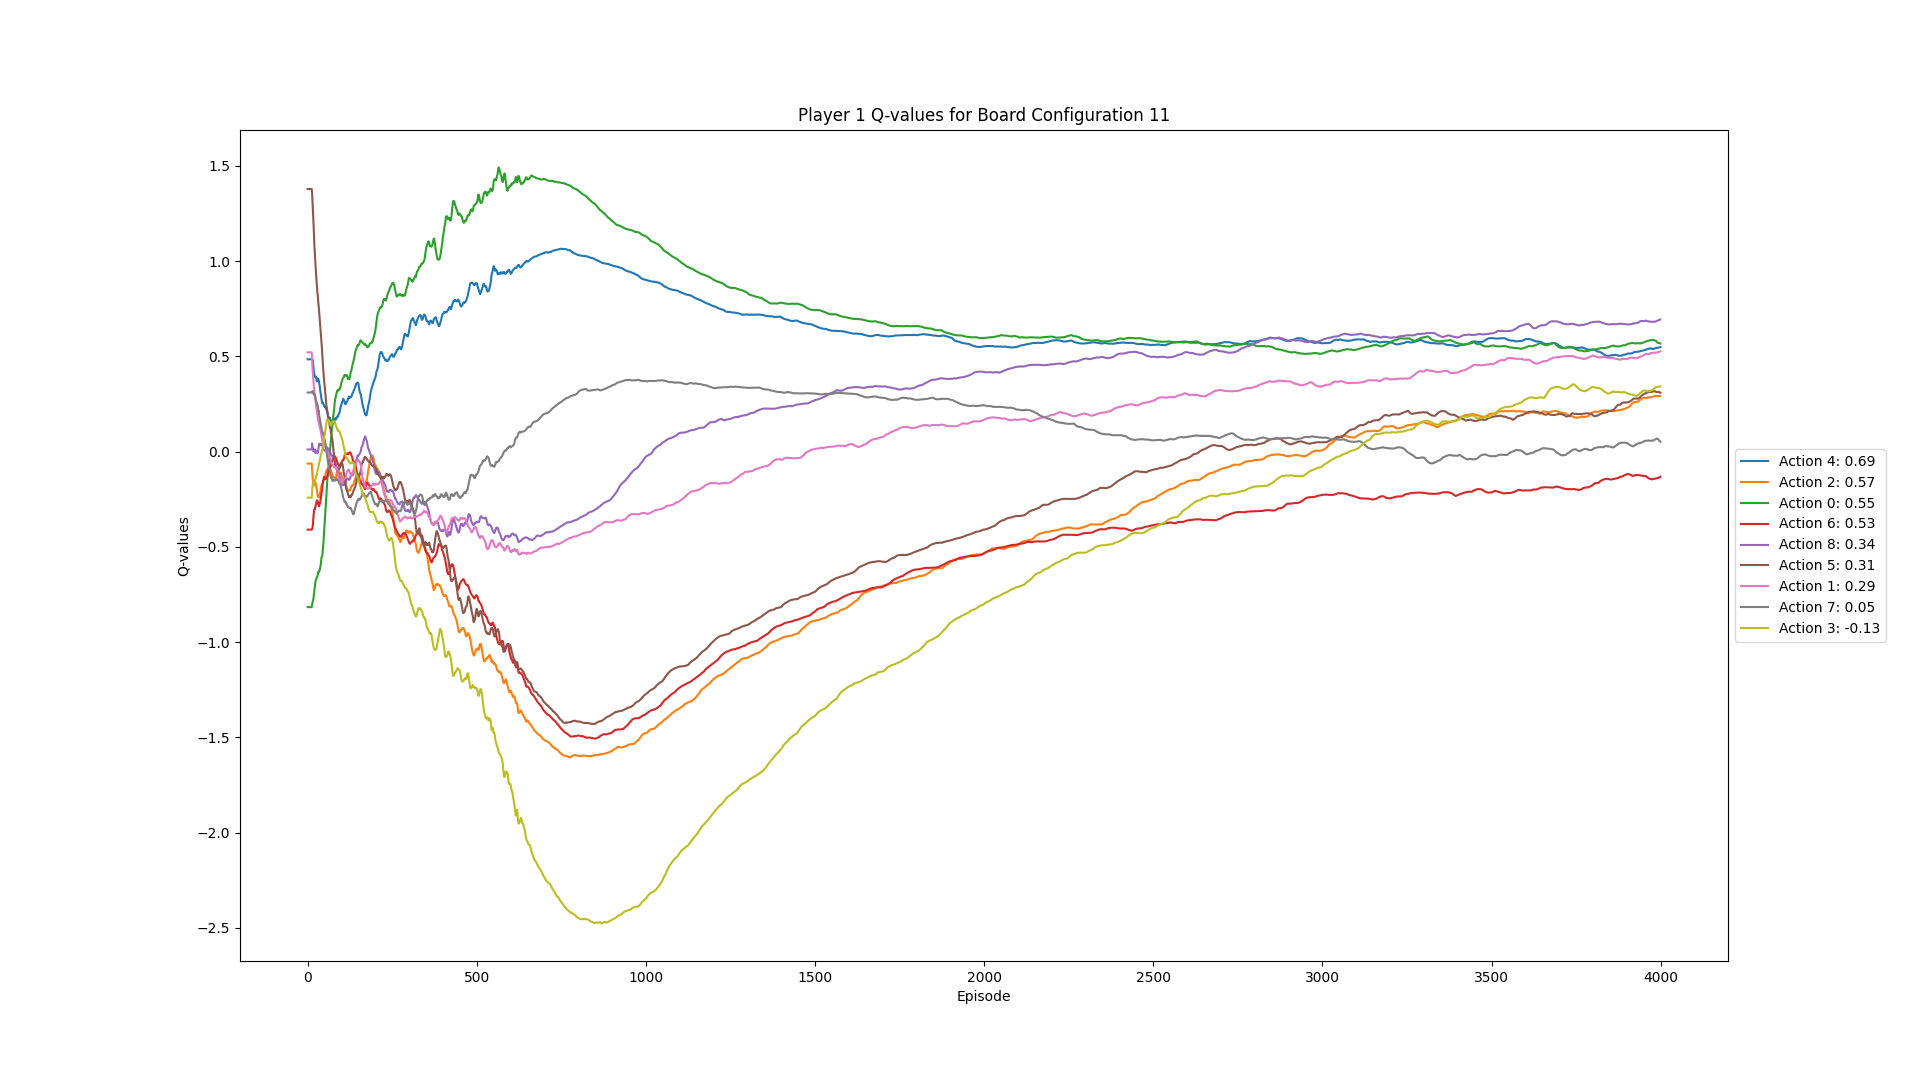 Player 1 Q-values for Board Configuration 11
1.5
1.0
0.5
0.0
−0.5
−1.0
−1.5
−2.0
−2.5
Q-values
0
500
1000
1500
2000
2500
3000
3500
4000
Episode
Action 4: 0.69
Action 2: 0.57
Action 0: 0.55
Action 6: 0.53
Action 8: 0.34
Action 5: 0.31
Action 1: 0.29
Action 7: 0.05
Action 3: -0.13